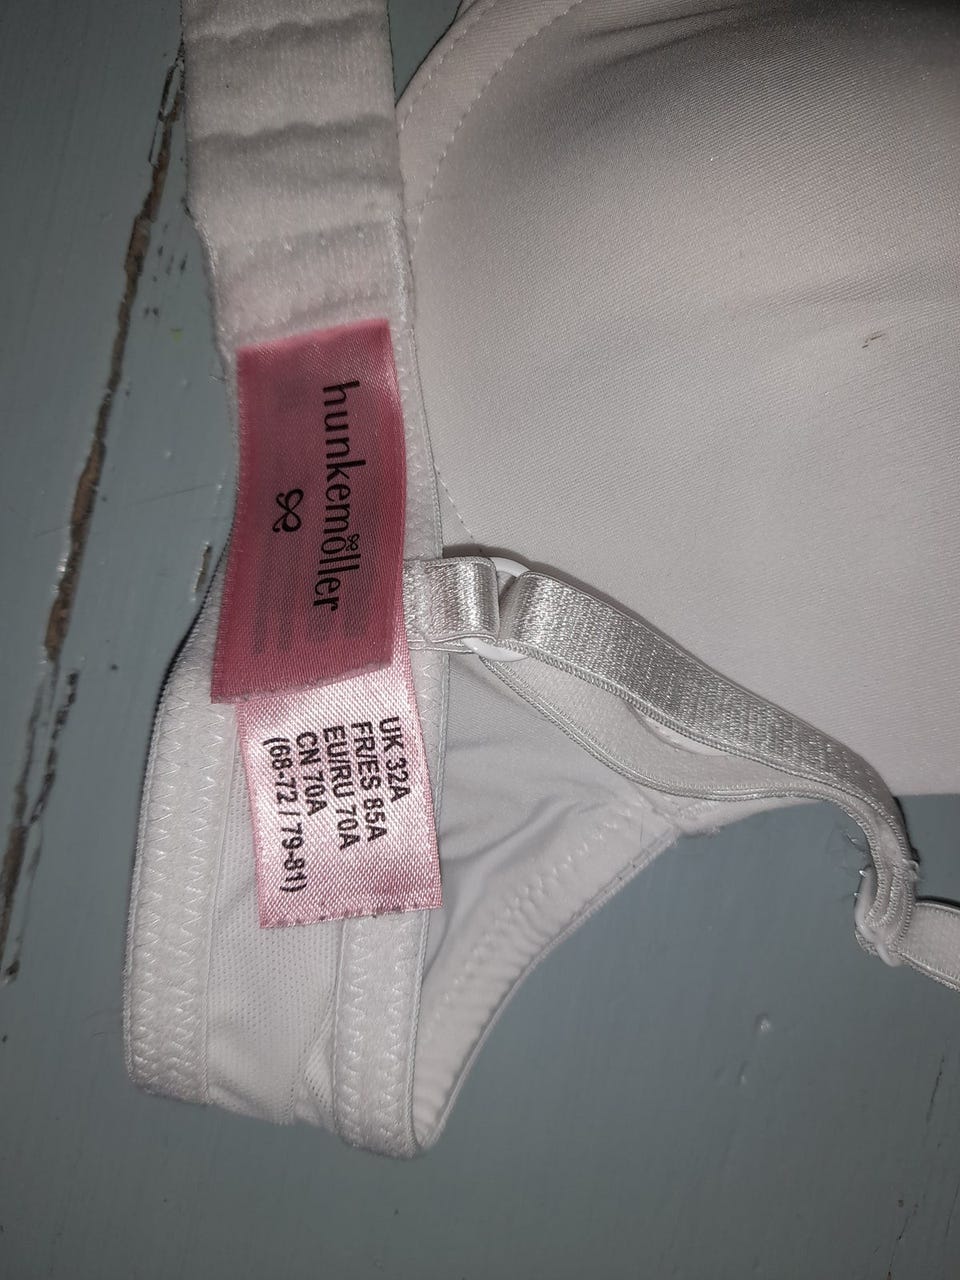 hunkemöller
UK 32A
FR/ES 85A
EU/RU 70A
CN 70A
(68-72 / 79-81)